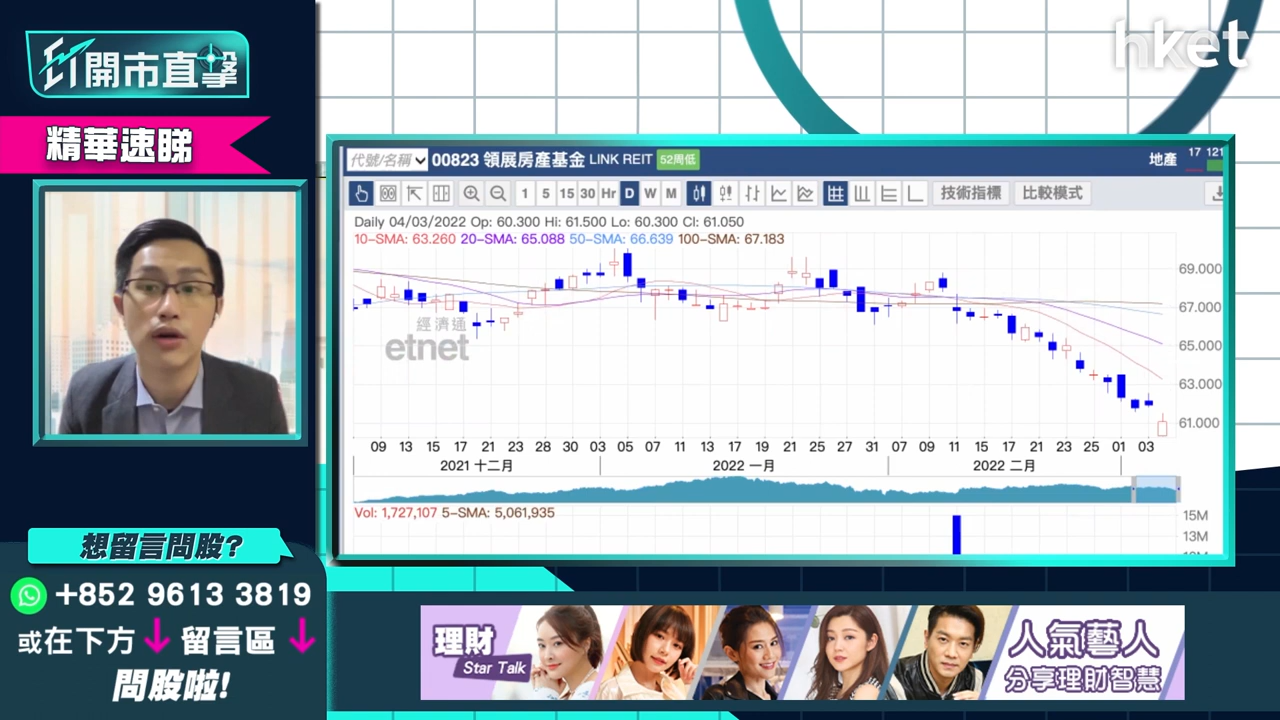 hket
ET開市直擊
精華速睇
代號/名稱 00823 領展房產基金 LINK REIT 52周低 地產 17 121
1 5 15 30 Hr D W M 技術指標 比較模式
Daily 04/03/2022 Op: 60.300 Hi: 61.500 Lo: 60.300 Cl: 61.050
10-SMA: 63.260 20-SMA: 65.088 50-SMA: 66.639 100-SMA: 67.183
69.000
67.000
65.000
63.000
61.000
經濟通
etnet
09 13 15 17 21 23 28 30 03 05 07 11 13 17 19 21 25 27 31 07 09 11 15 17 21 23 25 01 03
2021 十二月 2022 一月 2022 二月
Vol: 1,727,107 5-SMA: 5,061,935
15M
13M
想留言問股?
+852 9613 3819
或在下方 留言區
問股啦!
理財
Star Talk
人氣藝人
分享理財智慧